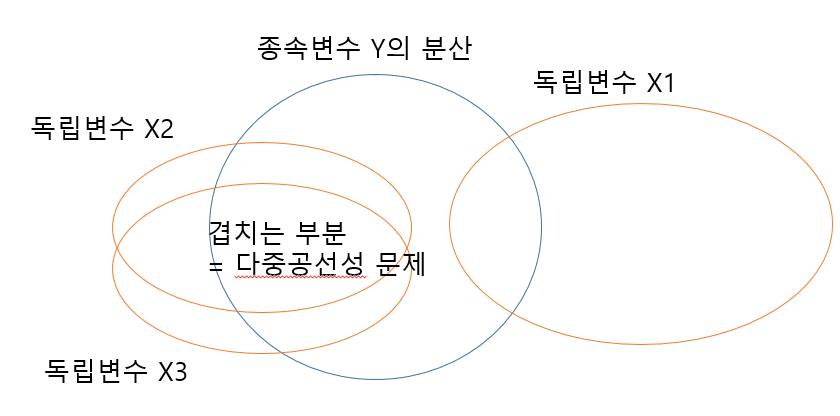 종속변수 Y의 분산
독립변수 X1
독립변수 X2
겹치는 부분
= 다중공선성 문제
독립변수 X3